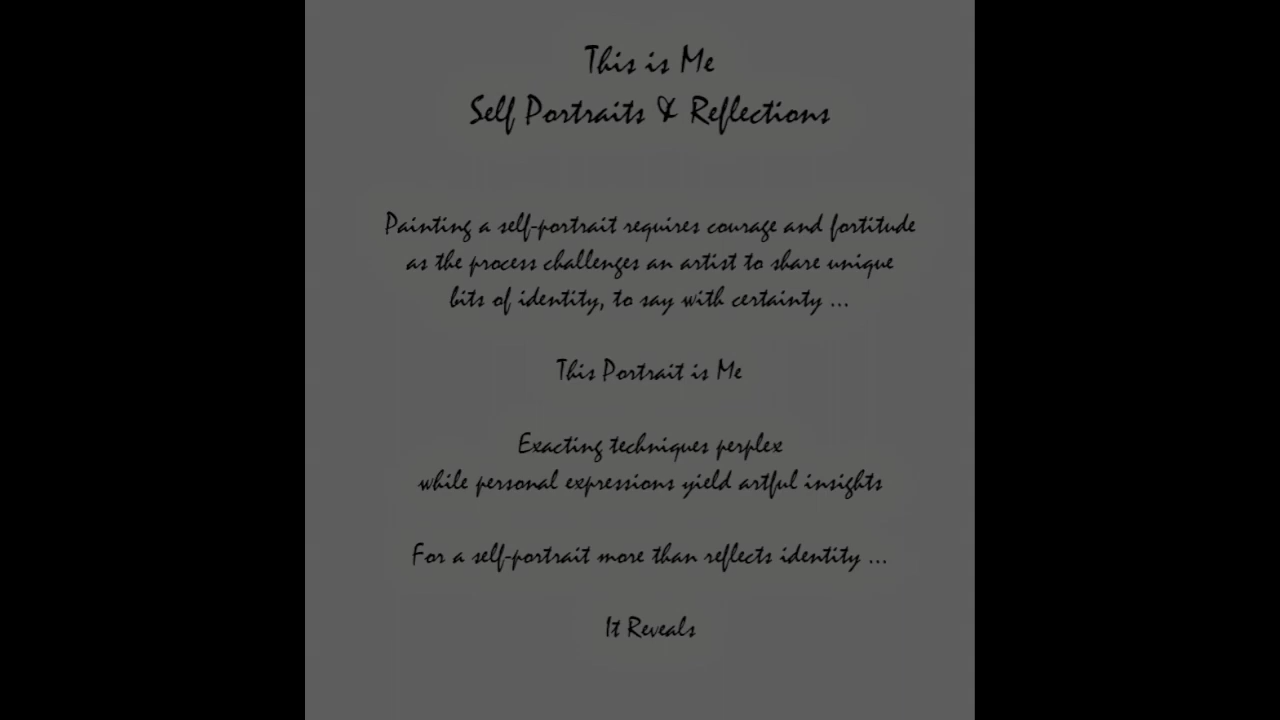 This is Me
Self Portraits & Reflections
Painting a self-portrait requires courage and fortitude
as the process challenges an artist to share unique
bits of identity, to say with certainty ...
This Portrait is Me
Exacting techniques perplex
while personal expressions yield artful insights
For a self-portrait more than reflects identity ...
It Reveals